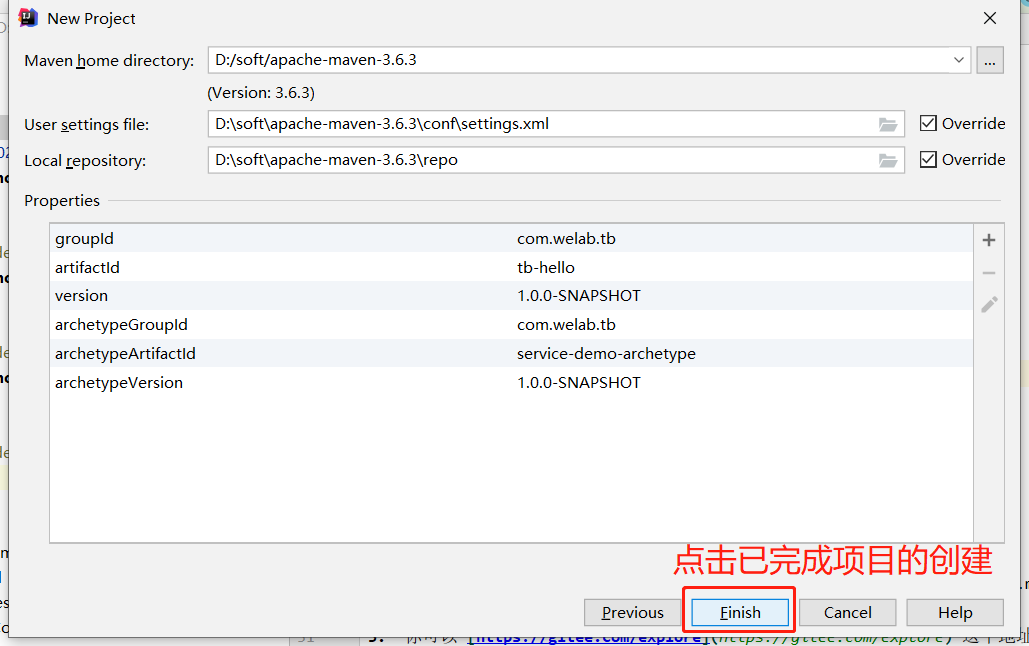 New Project
Maven home directory: D:/soft/apache-maven-3.6.3 ...
(Version: 3.6.3)
User settings file: D:\soft\apache-maven-3.6.3\conf\settings.xml Override
Local repository: D:\soft\apache-maven-3.6.3\repo Override
Properties
groupId com.welab.tb
artifactId tb-hello
version 1.0.0-SNAPSHOT
archetypeGroupId com.welab.tb
archetypeArtifactId service-demo-archetype
archetypeVersion 1.0.0-SNAPSHOT
点击已完成项目的创建
Previous Finish Cancel Help